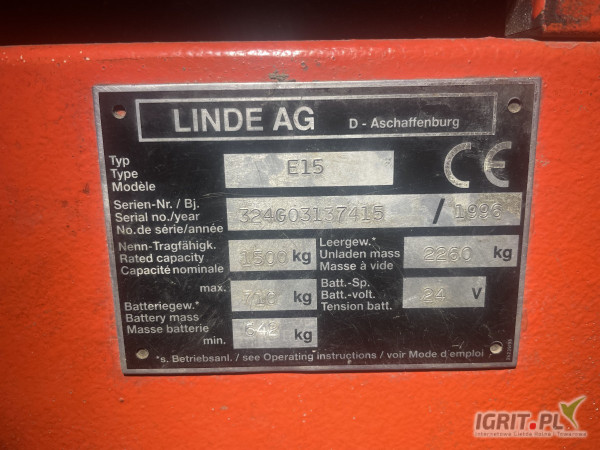 LINDE AG D - Aschaffenburg
Typ
Type
Modèle
E15
CE
Serien-Nr. / Bj.
Serial no./year
No.de série/année
324G03137415 / 1996
Nenn-Tragfähigk.
Rated capacity
Capacité nominale
1500 kg
Leergew.*
Unladen mass
Masse à vide
2260 kg
max.
710 kg
Batteriegew.*
Battery mass
Masse batterie
min.
kg
Batt.-Sp.
Batt.-volt.
Tension batt.
24 V
*s. Betriebsanl. / see Operating instructions / voir Mode d'emploi
IGRIT.PL